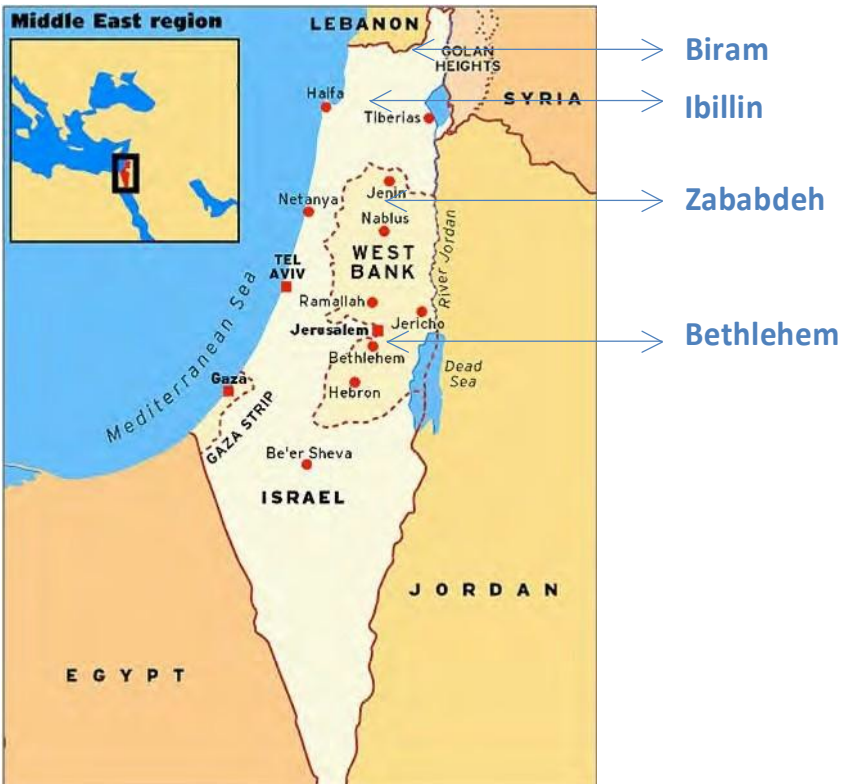 Middle East region
LEBANON
Biram
GOLAN
HEIGHTS
SYRIA
Haifa
Ibillin
Tiberias
Jenin
Zababdeh
Netanya
Nablus
WEST
BANK
River Jordan
TEL
AVIV
Mediterranean Sea
Ramallah
Jericho
Jerusalem
Bethlehem
Bethlehem
Dead
Sea
Gaza
Hebron
GAZA STRIP
Be'er Sheva
ISRAEL
JORDAN
EGYPT